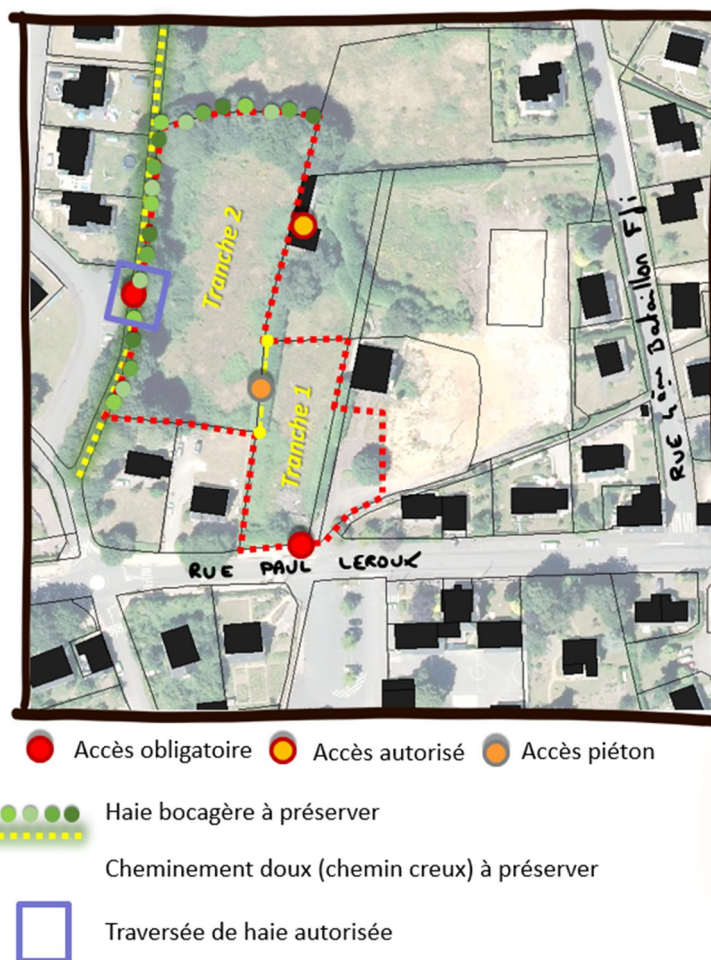 Tranche 2
Tranche 1
RUE 4ème Bataillon FFi
RUE PAUL LEROUX
Accès obligatoire
Accès autorisé
Accès piéton
Haie bocagère à préserver
Cheminement doux (chemin creux) à préserver
Traversée de haie autorisée